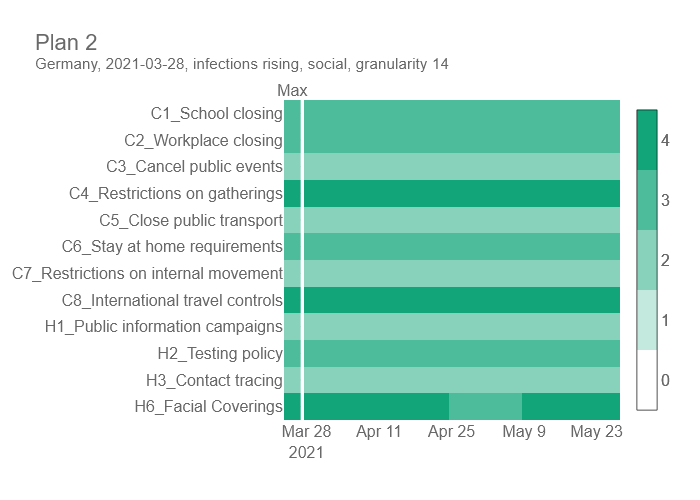 Plan 2
Germany, 2021-03-28, infections rising, social, granularity 14
Max
C1_School closing
C2_Workplace closing
C3_Cancel public events
C4_Restrictions on gatherings
C5_Close public transport
C6_Stay at home requirements
C7_Restrictions on internal movement
C8_International travel controls
H1_Public information campaigns
H2_Testing policy
H3_Contact tracing
H6_Facial Coverings
4
3
2
1
0
Mar 28 Apr 11 Apr 25 May 9 May 23
2021